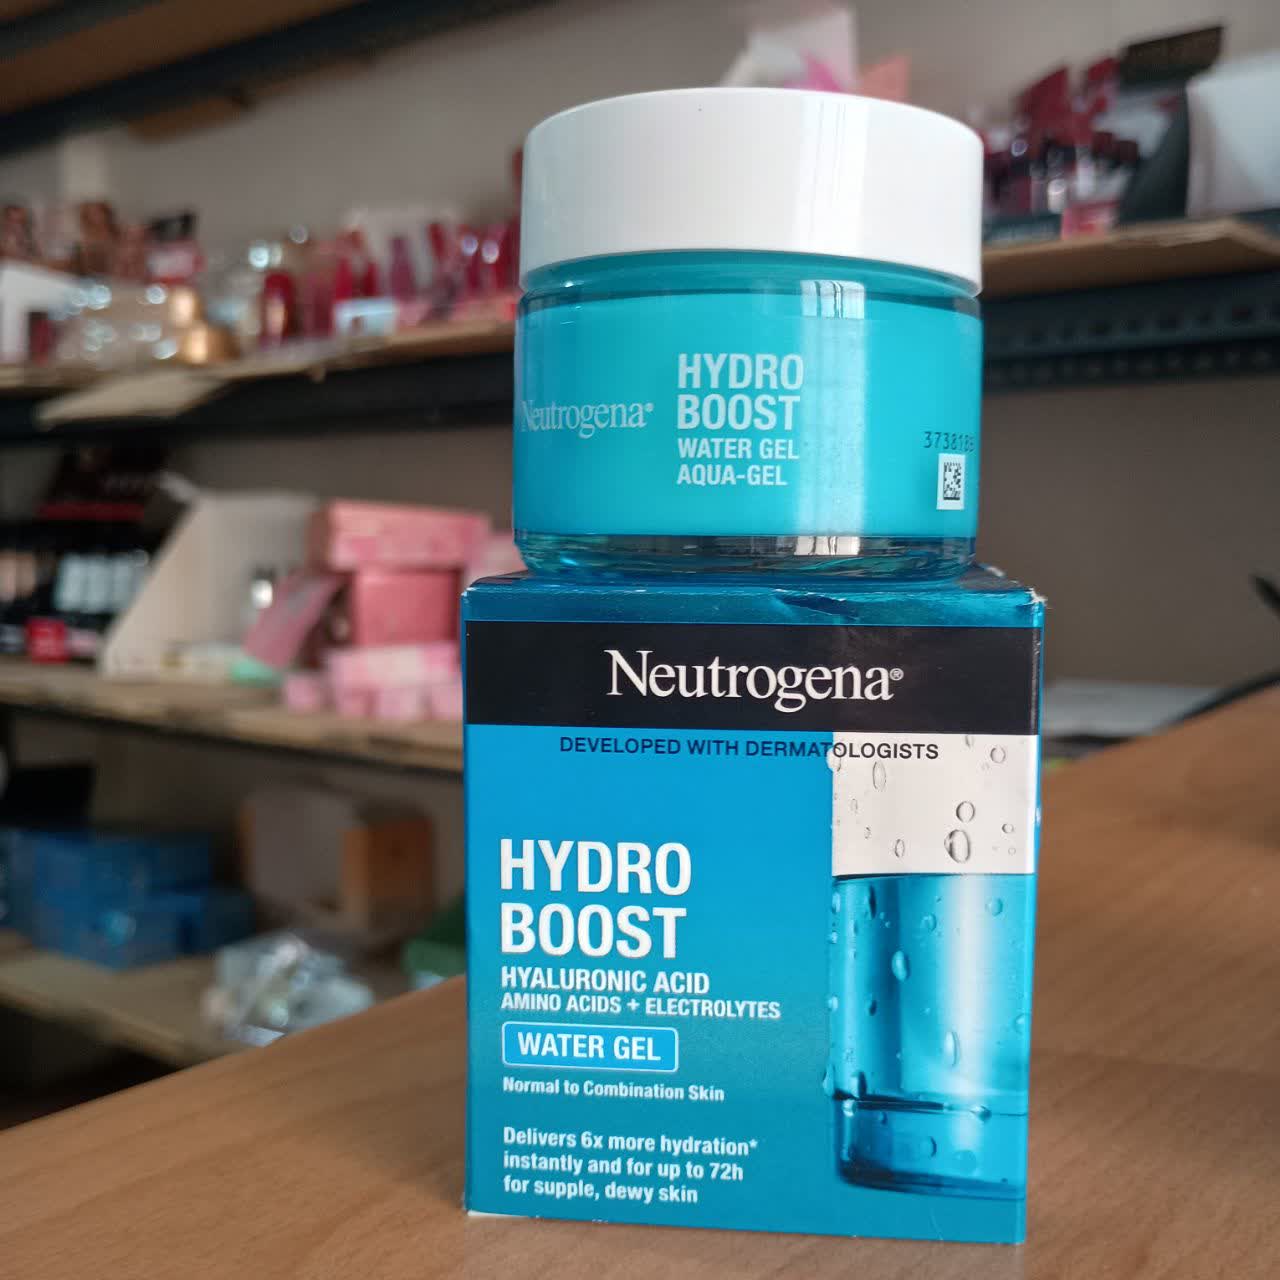 Neutrogena®
HYDRO
BOOST
WATER GEL
AQUA-GEL
Neutrogena®
DEVELOPED WITH DERMATOLOGISTS
HYDRO
BOOST
HYALURONIC ACID
AMINO ACIDS + ELECTROLYTES
WATER GEL
Normal to Combination Skin
Delivers 6x more hydration*
instantly and for up to 72h
for supple, dewy skin